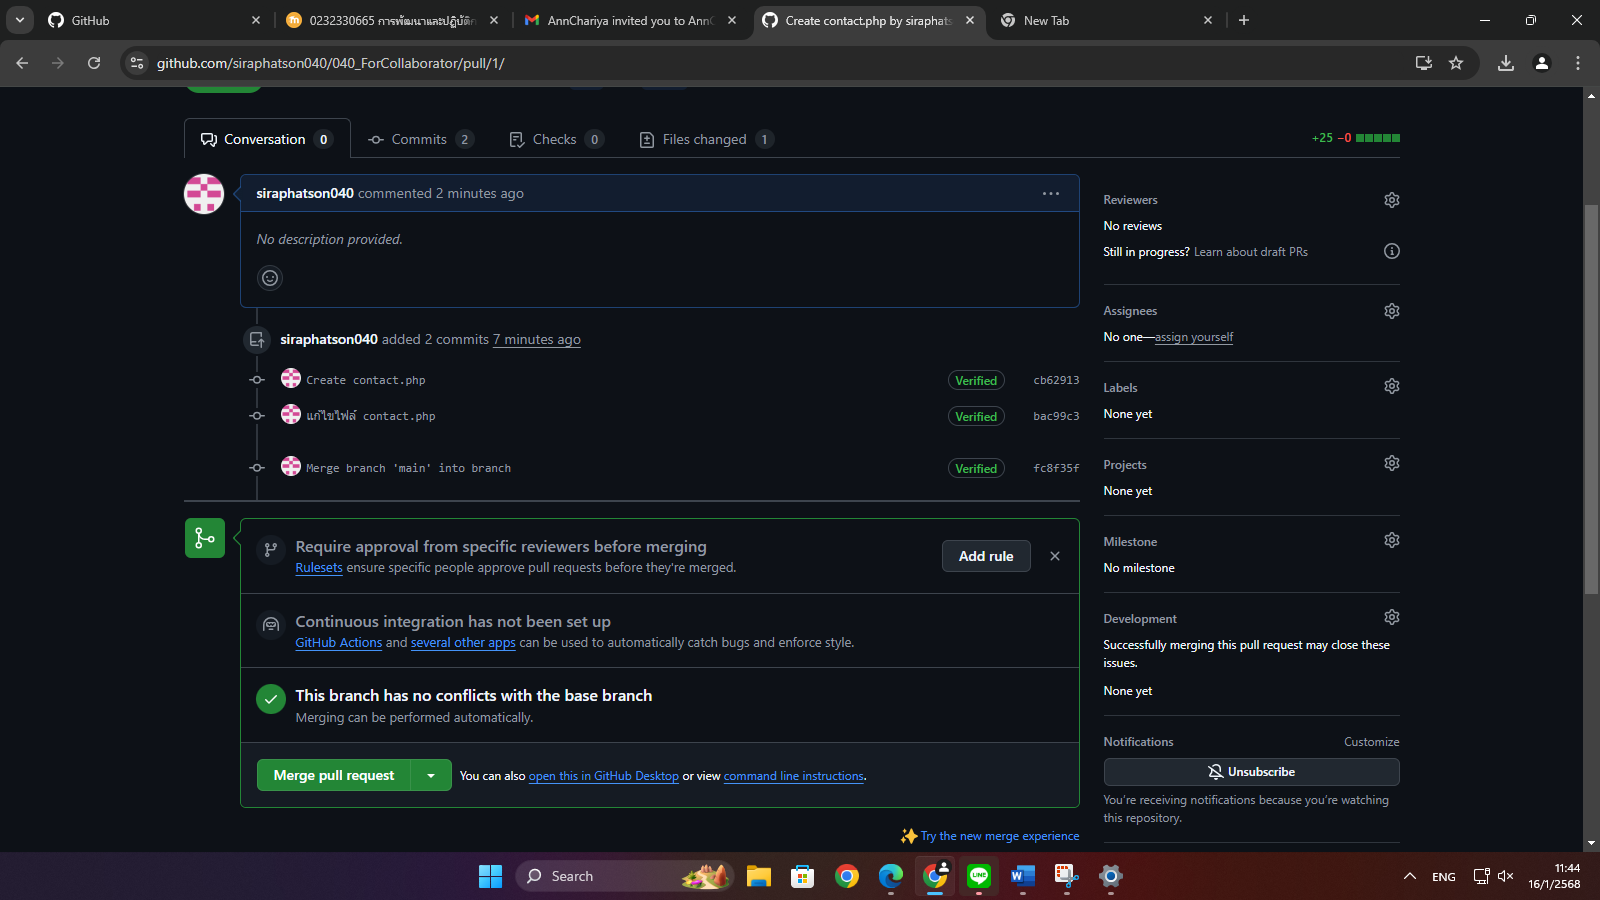 GitHub
0232330665 การพัฒนาและปฏิบัติก
AnnChariya invited you to Ann
Create contact.php by siraphats
New Tab
github.com/siraphatson040/040_ForCollaborator/pull/1/
Conversation 0
Commits 2
Checks 0
Files changed 1
+25 −0
siraphatson040 commented 2 minutes ago
No description provided.
siraphatson040 added 2 commits 7 minutes ago
Create contact.php Verified cb62913
แก้ไขไฟล์ contact.php Verified bac99c3
Merge branch 'main' into branch Verified fc8f35f
Require approval from specific reviewers before merging
Rulesets ensure specific people approve pull requests before they're merged.
Add rule
Continuous integration has not been set up
GitHub Actions and several other apps can be used to automatically catch bugs and enforce style.
This branch has no conflicts with the base branch
Merging can be performed automatically.
Merge pull request
You can also open this in GitHub Desktop or view command line instructions.
Try the new merge experience
Reviewers
No reviews
Still in progress? Learn about draft PRs
Assignees
No one—assign yourself
Labels
None yet
Projects
None yet
Milestone
No milestone
Development
Successfully merging this pull request may close these
issues.
None yet
Notifications
Customize
Unsubscribe
You're receiving notifications because you're watching
this repository.
Search
ENG
11:44
16/1/2568